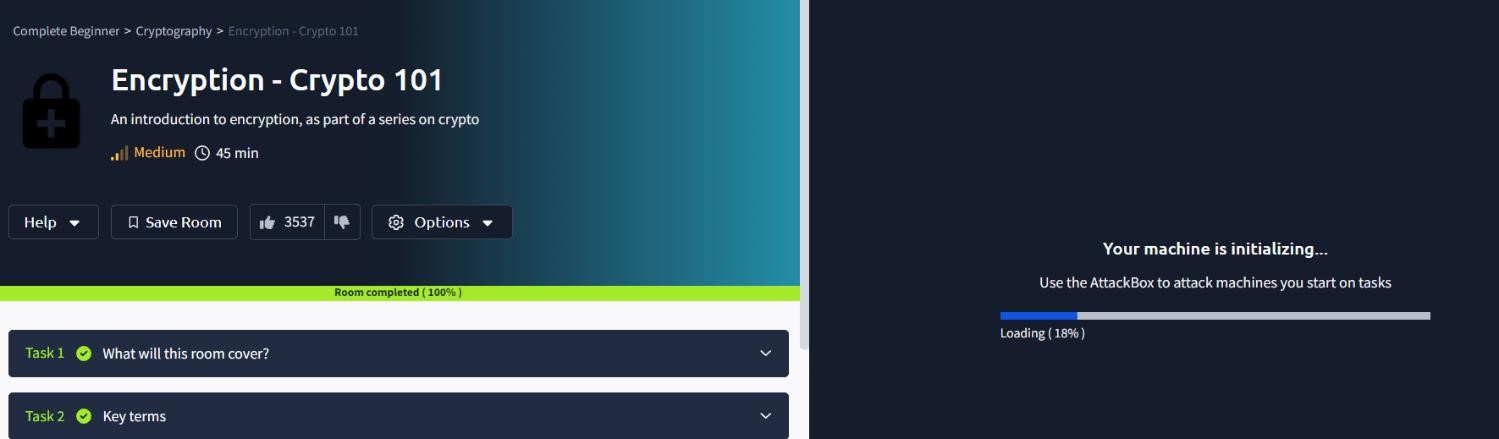 Complete Beginner > Cryptography > Encryption - Crypto 101
Encryption - Crypto 101
An introduction to encryption, as part of a series on crypto
Medium 45 min
Help Save Room 3537 Options
Room completed ( 100% )
Task 1 What will this room cover?
Task 2 Key terms
Your machine is initializing...
Use the AttackBox to attack machines you start on tasks
Loading ( 18% )